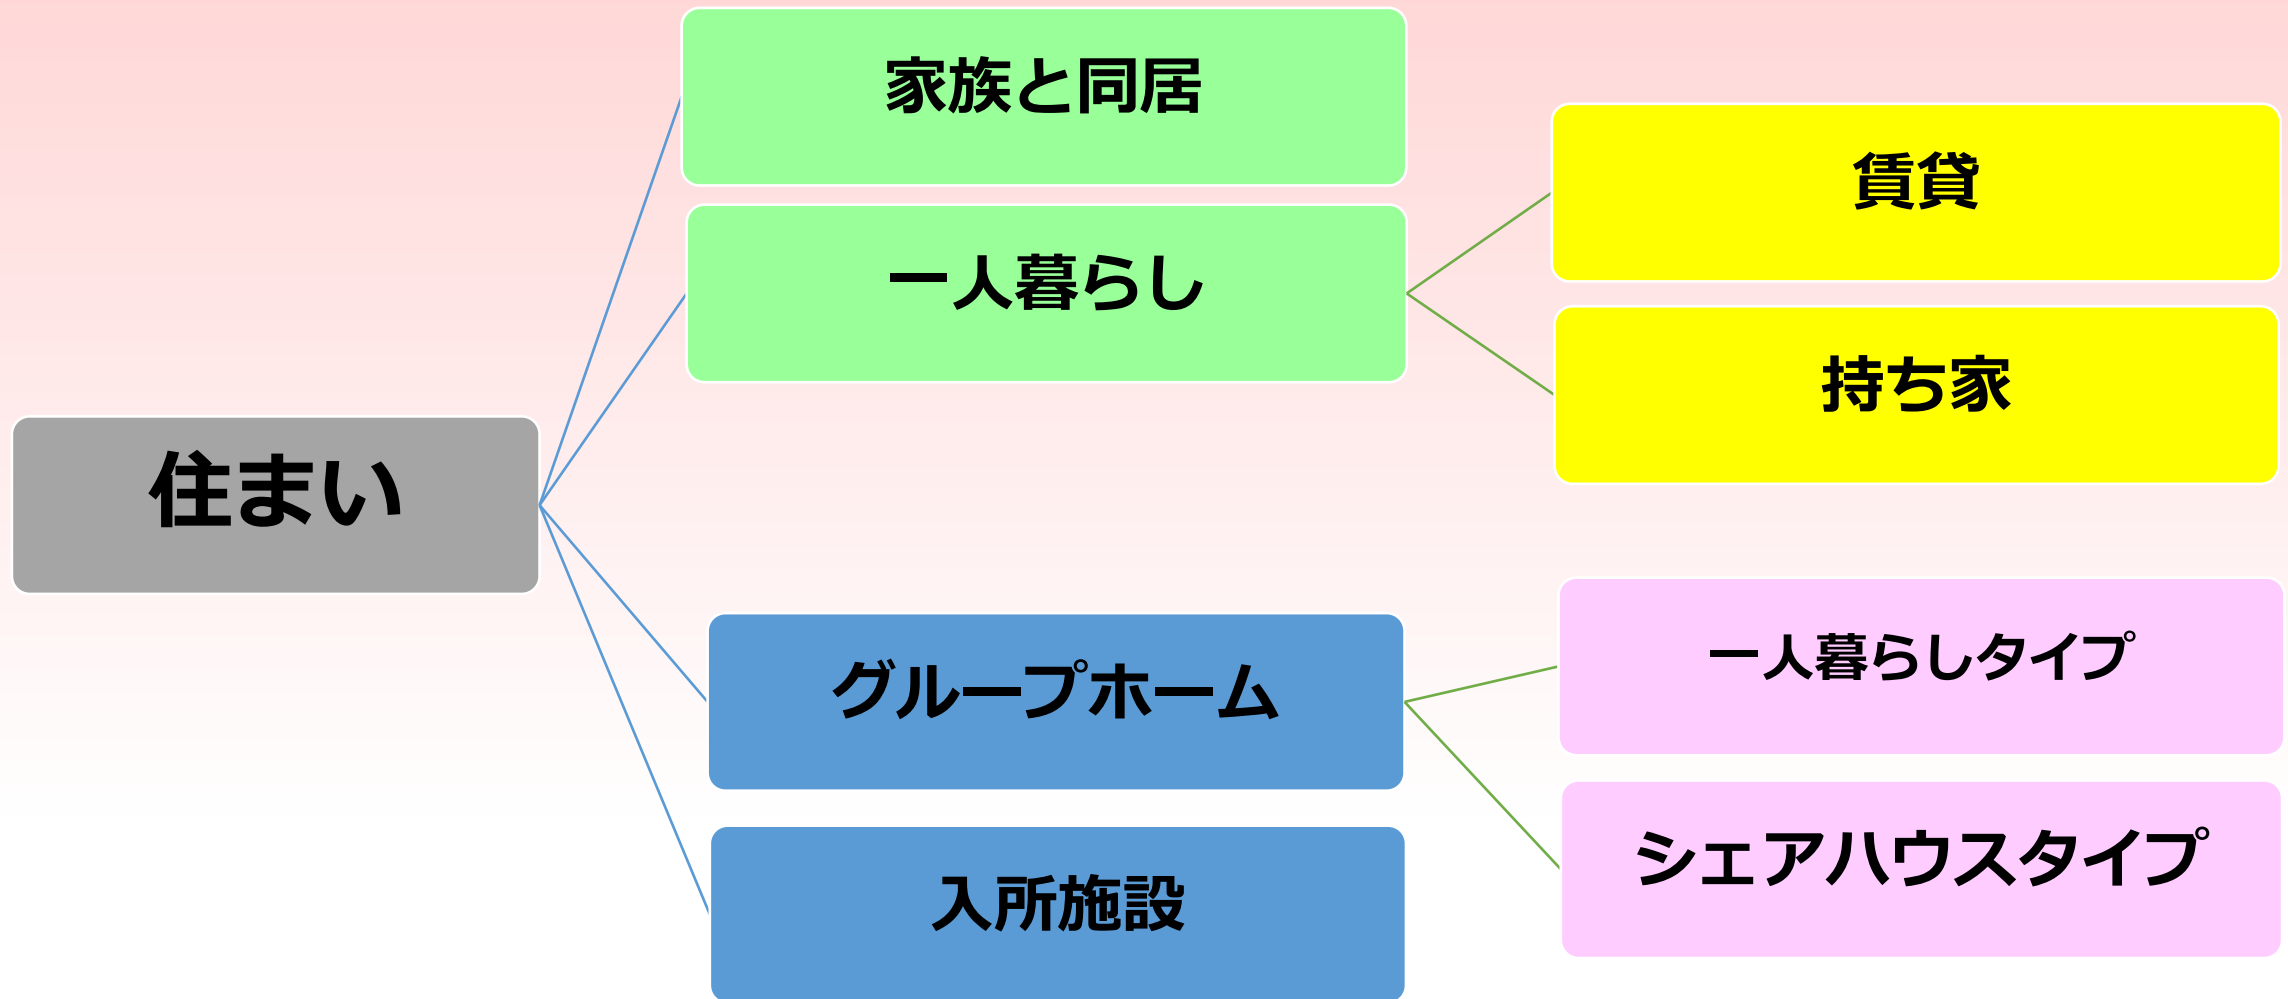 住まい
家族と同居
一人暮らし
賃貸
持ち家
グループホーム
一人暮らしタイプ
シェアハウスタイプ
入所施設